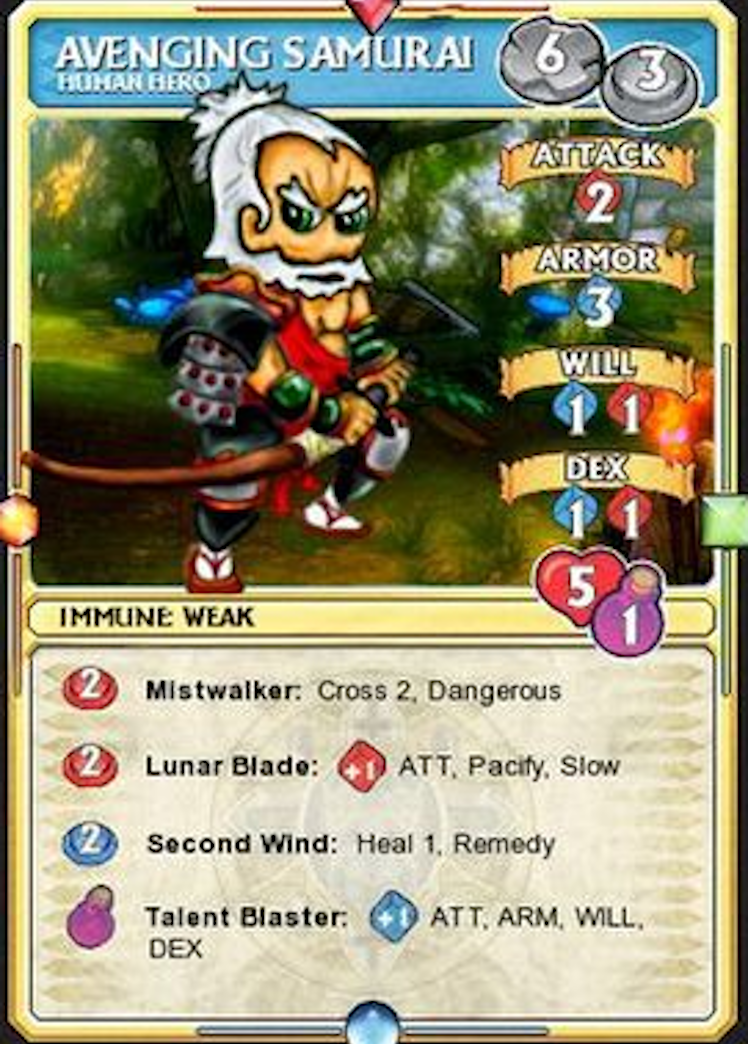 AVENGING SAMURAI
HUMAN HERO
6 3
ATTACK
2
ARMOR
3
WILL
1 1
DEX
1 1
5
1
IMMUNE: WEAK
2 Mistwalker: Cross 2, Dangerous
2 Lunar Blade: +1 ATT, Pacify, Slow
2 Second Wind: Heal 1, Remedy
Talent Blaster: +1 ATT, ARM, WILL,
DEX